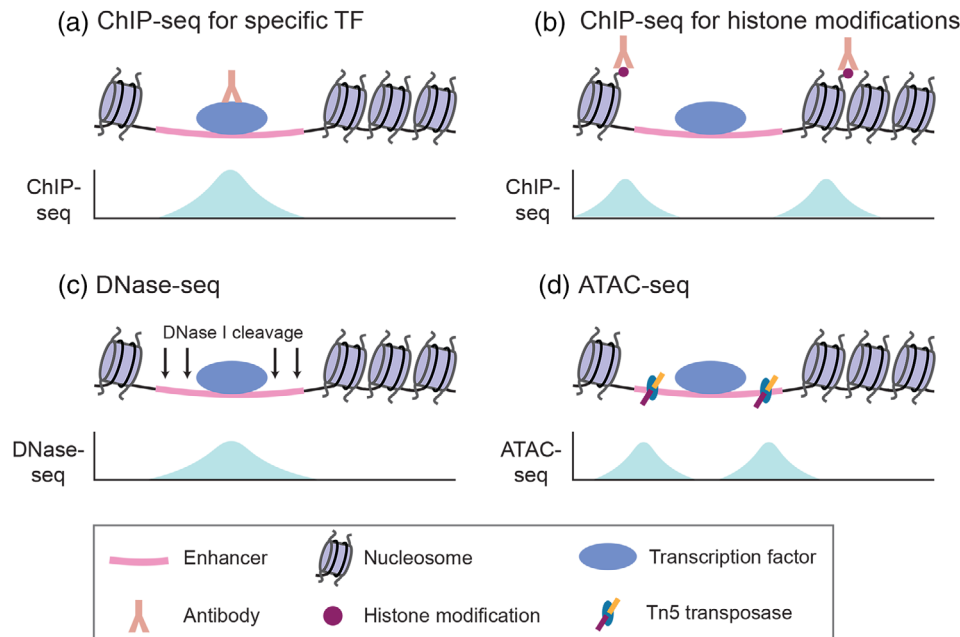 (a) ChIP-seq for specific TF
(b) ChIP-seq for histone modifications
ChIP-
seq
ChIP-
seq
(c) DNase-seq
(d) ATAC-seq
DNase I cleavage
DNase-
seq
ATAC-
seq
Enhancer
Nucleosome
Transcription factor
Antibody
Histone modification
Tn5 transposase